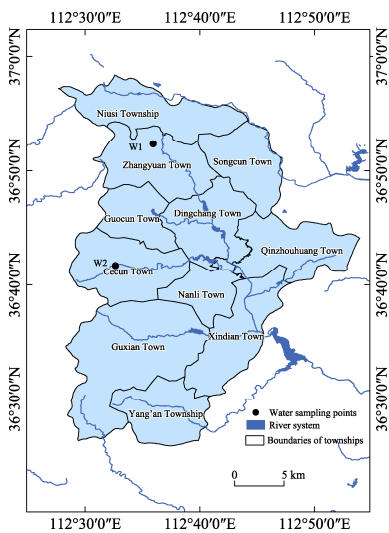 112°30′0″E 112°40′0″E 112°50′0″E
37°0′0″N 37°0′0″N
Niusi Township
W1
Zhangyuan Town
Songcun Town
36°50′0″N 36°50′0″N
Guocun Town
Dingchang Town
Qinzhouhuang Town
W2
Cecun Town
36°40′0″N 36°40′0″N
Nanli Town
Xindian Town
Guxian Town
Yang'an Township
36°30′0″N 36°30′0″N
Water sampling points
River system
Boundaries of townships
0 5 km
112°30′0″E 112°40′0″E 112°50′0″E